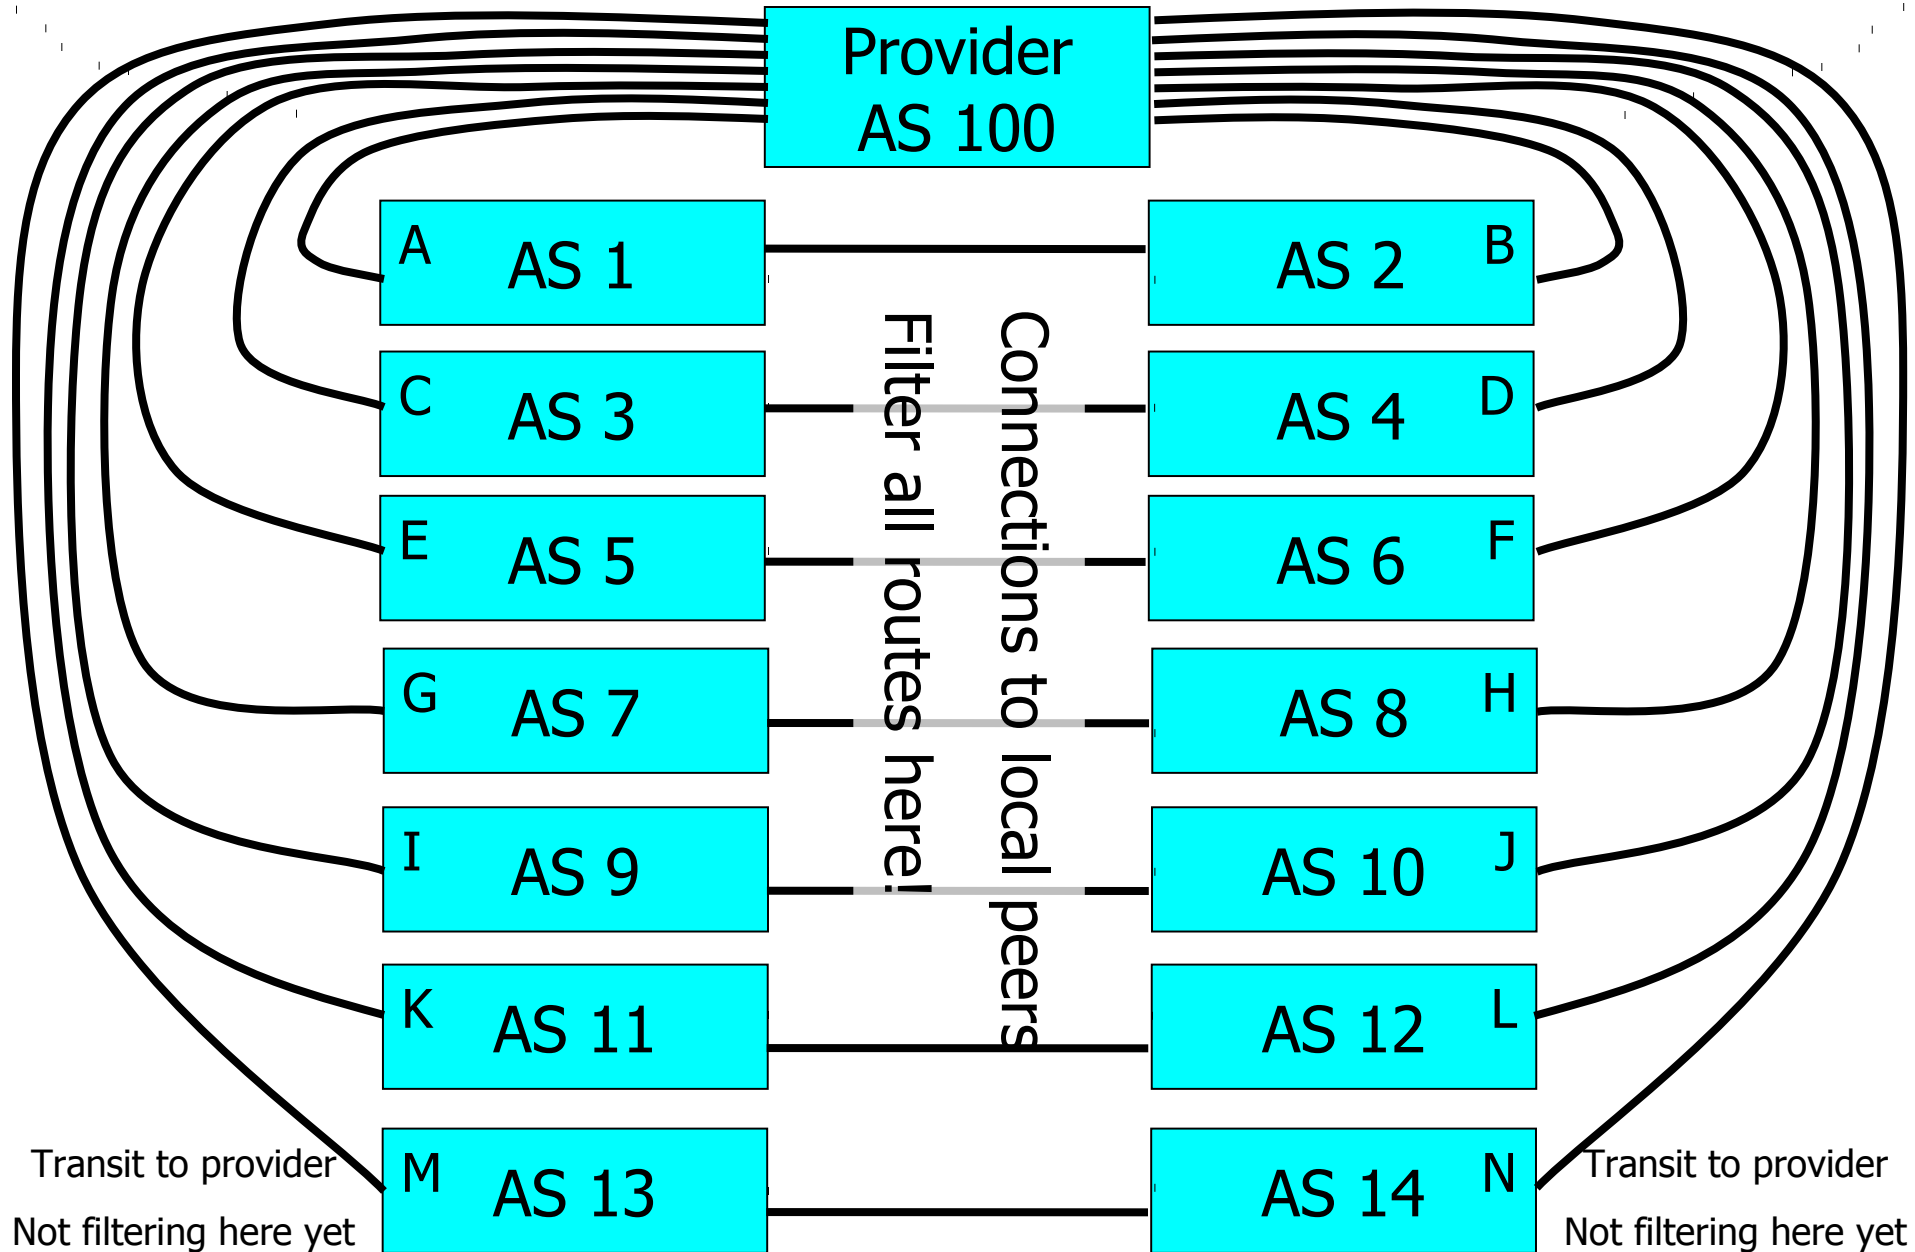 Provider
AS 100
A AS 1
AS 2 B
C AS 3
AS 4 D
E AS 5
AS 6 F
G AS 7
AS 8 H
I AS 9
AS 10 J
K AS 11
AS 12 L
M AS 13
AS 14 N
Connections to local peers
Filter all routes here!
Transit to provider
Not filtering here yet
Transit to provider
Not filtering here yet